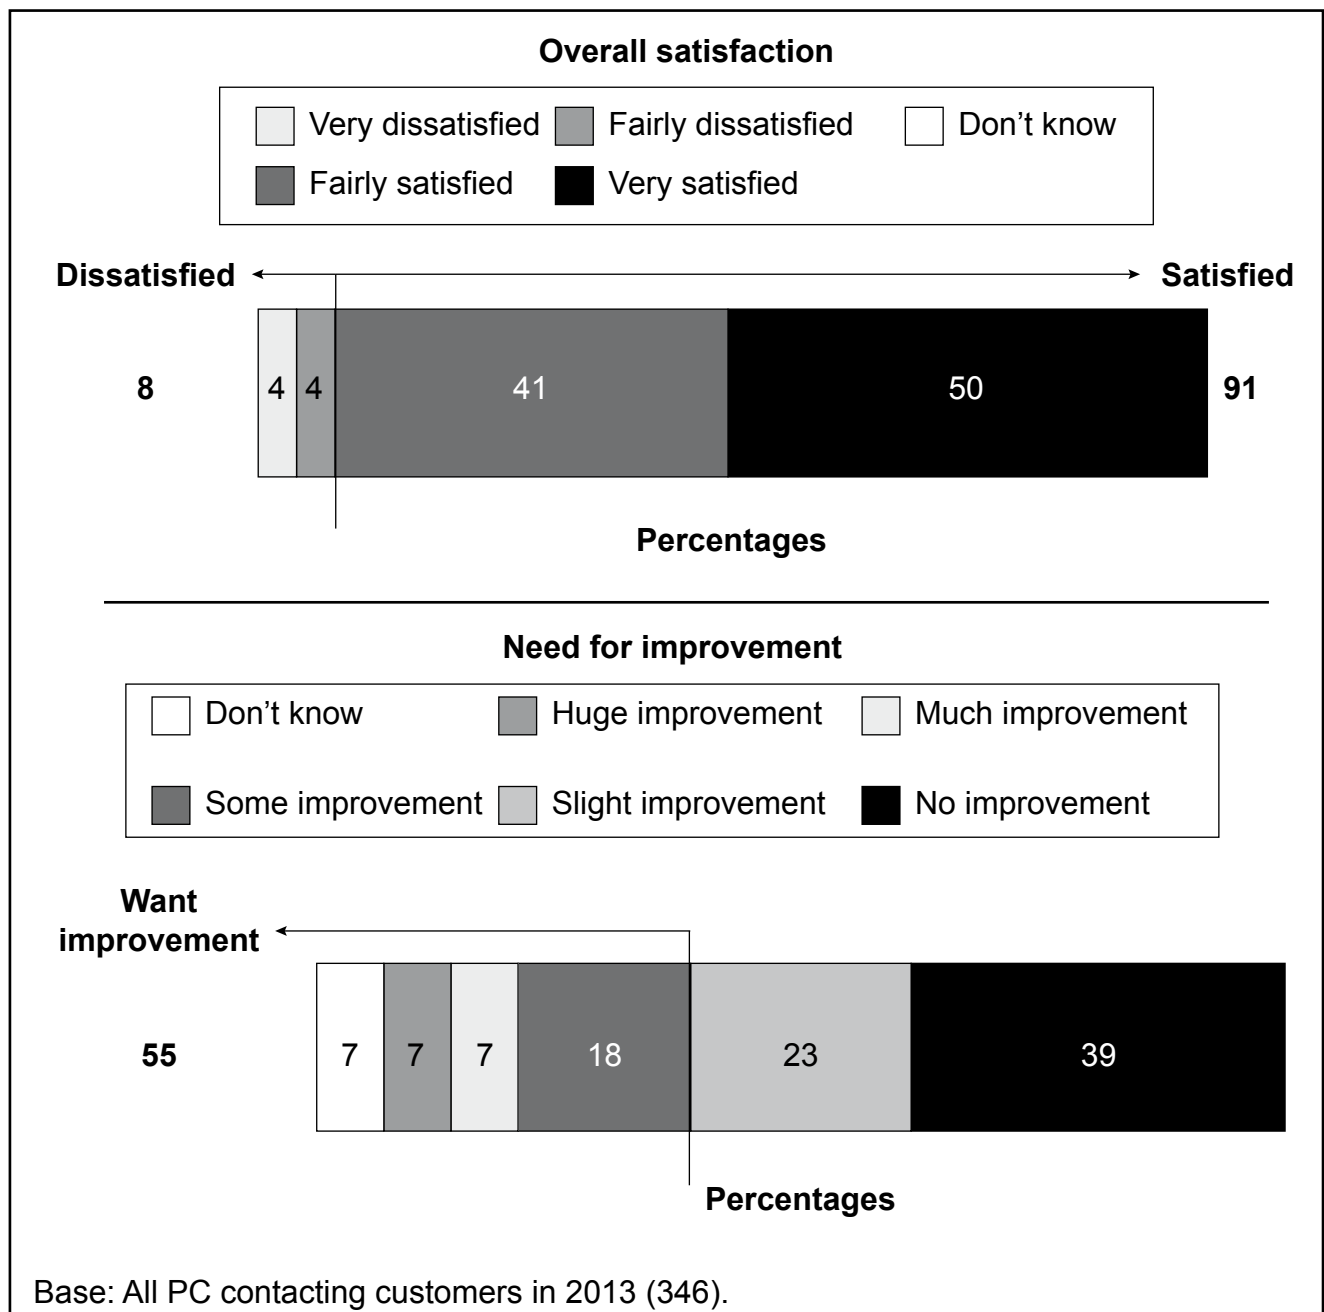 Overall satisfaction
Very dissatisfied Fairly dissatisfied Don’t know
Fairly satisfied Very satisfied
Dissatisfied Satisfied
8 4 4 41 50 91
Percentages
Need for improvement
Don’t know Huge improvement Much improvement
Some improvement Slight improvement No improvement
Want
improvement
55 7 7 7 18 23 39
Percentages
Base: All PC contacting customers in 2013 (346).